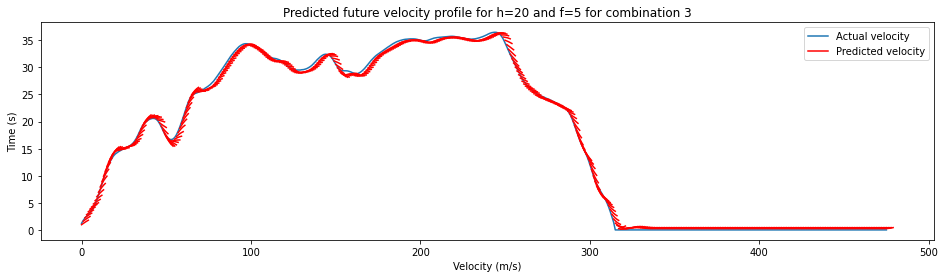 Predicted future velocity profile for h=20 and f=5 for combination 3
Actual velocity
Predicted velocity
Time (s)
35
30
25
20
15
10
5
0
0 100 200 300 400 500
Velocity (m/s)